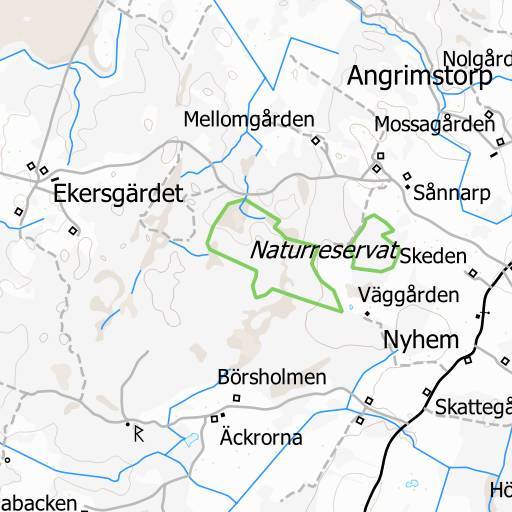 Nolgård
Angrimstorp
Mellomgården
Mossagården
Ekersgärdet
Sånnarp
Naturreservat
Skeden
Väggården
Nyhem
Börsholmen
Skattegå
Äckrorna
R
abacken
Hö